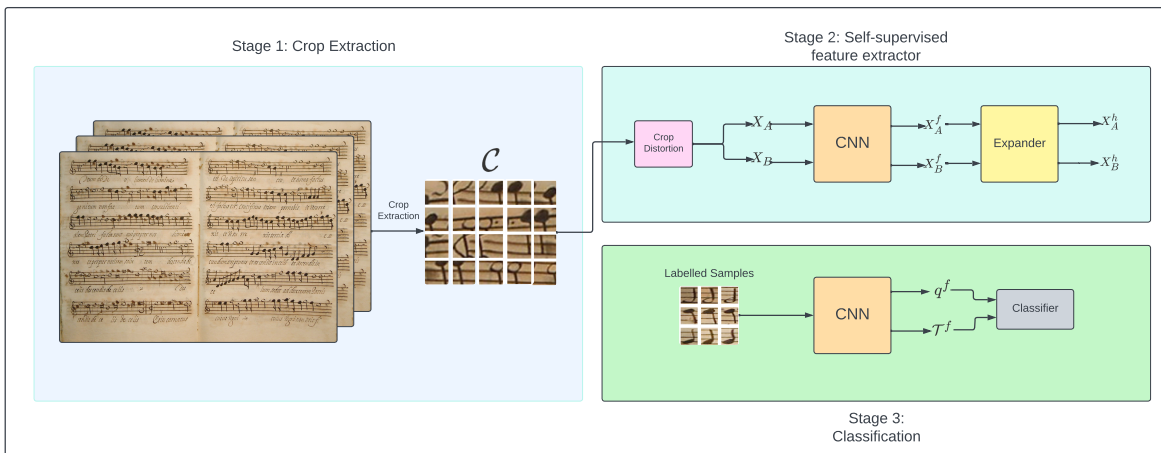 Stage 1: Crop Extraction
𝒞
Crop
Extraction
Stage 2: Self-supervised
feature extractor
Crop
Distortion
X_A
X_B
CNN
X_A^f
X_B^f
Expander
X_A^h
X_B^h
Labelled Samples
CNN
q^f
𝒯^f
Classifier
Stage 3:
Classification